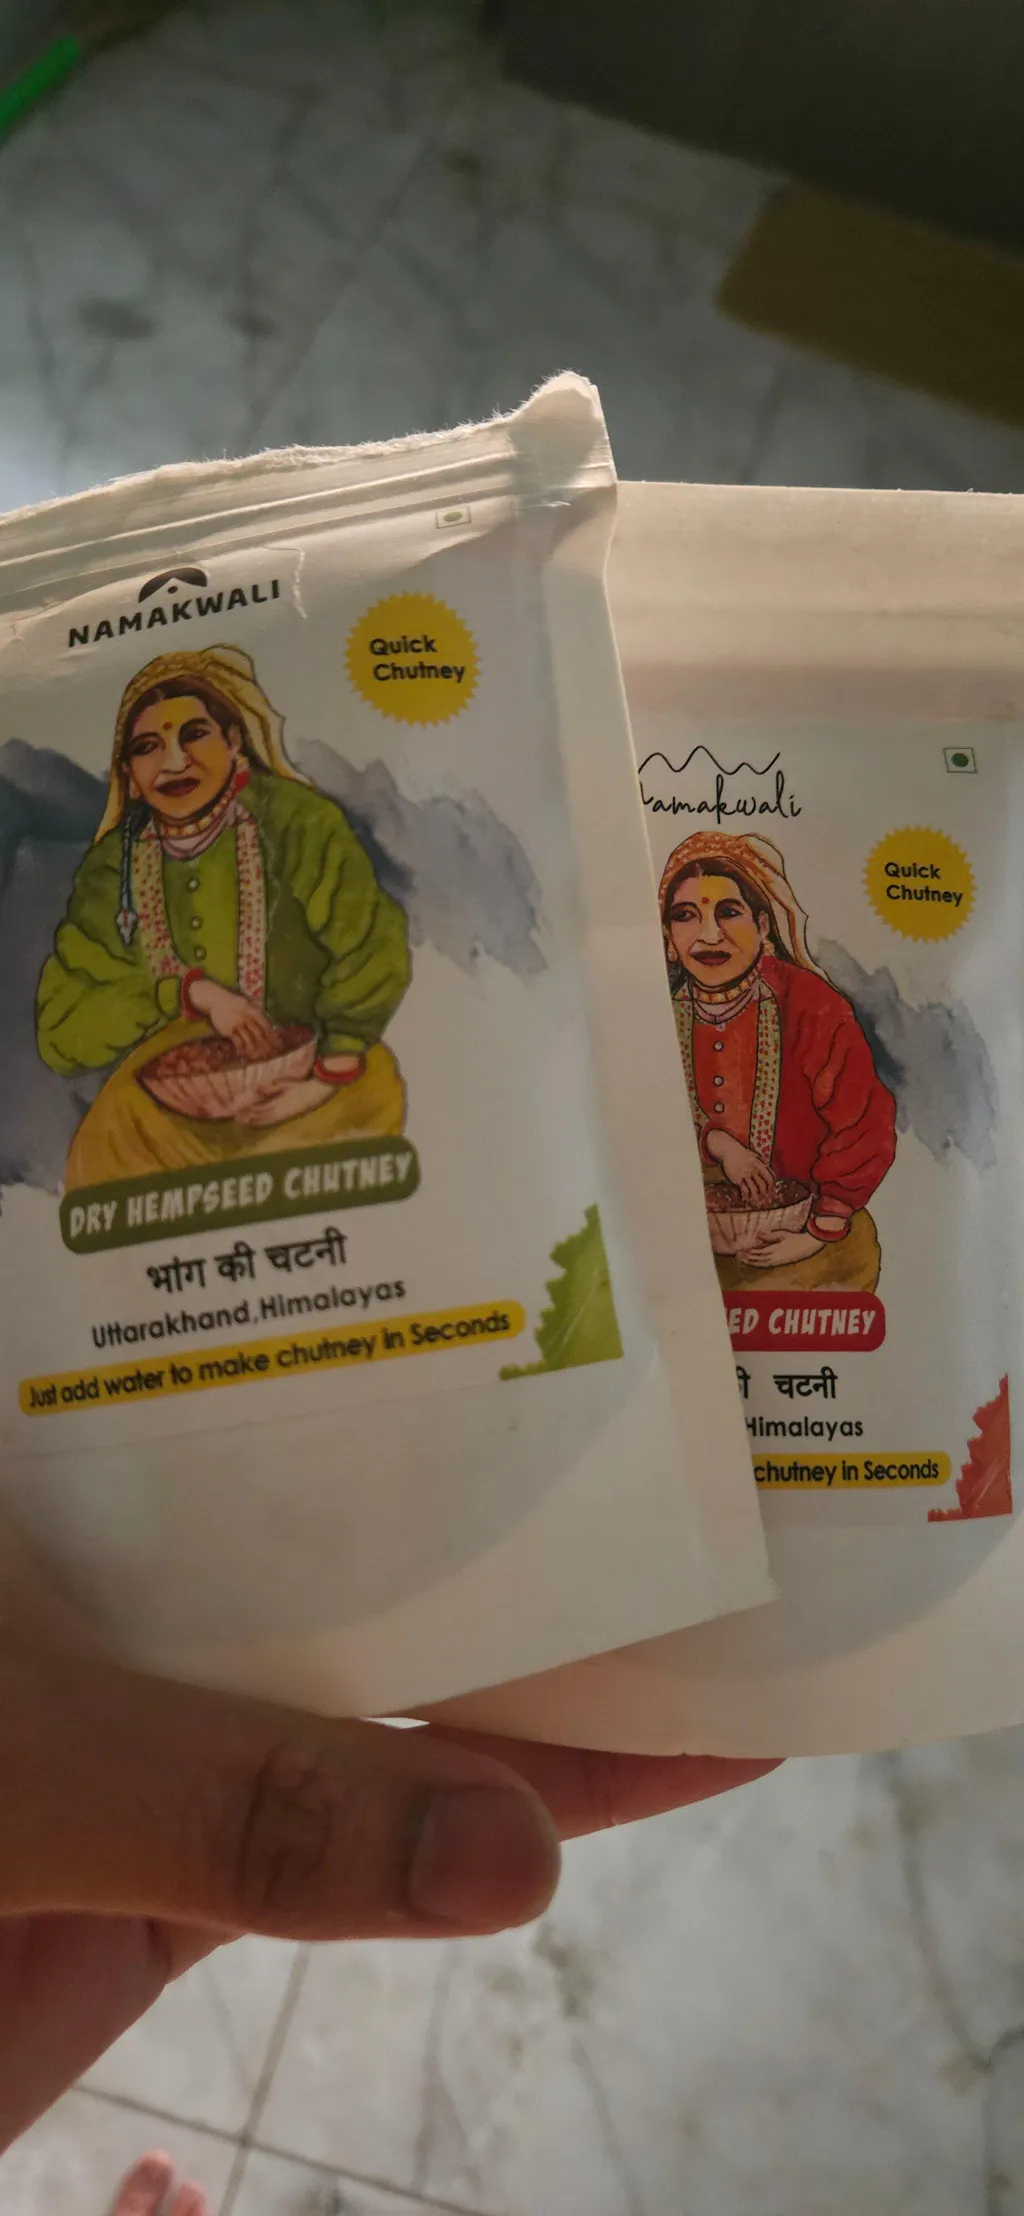 NAMAKWALI
Quick
Chutney
DRY HEMPSEED CHUTNEY
भांग की चटनी
Uttarakhand,Himalayas
Just add water to make chutney in Seconds
Namakwali
Quick
Chutney
ED CHUTNEY
चटनी
Himalayas
chutney in Seconds